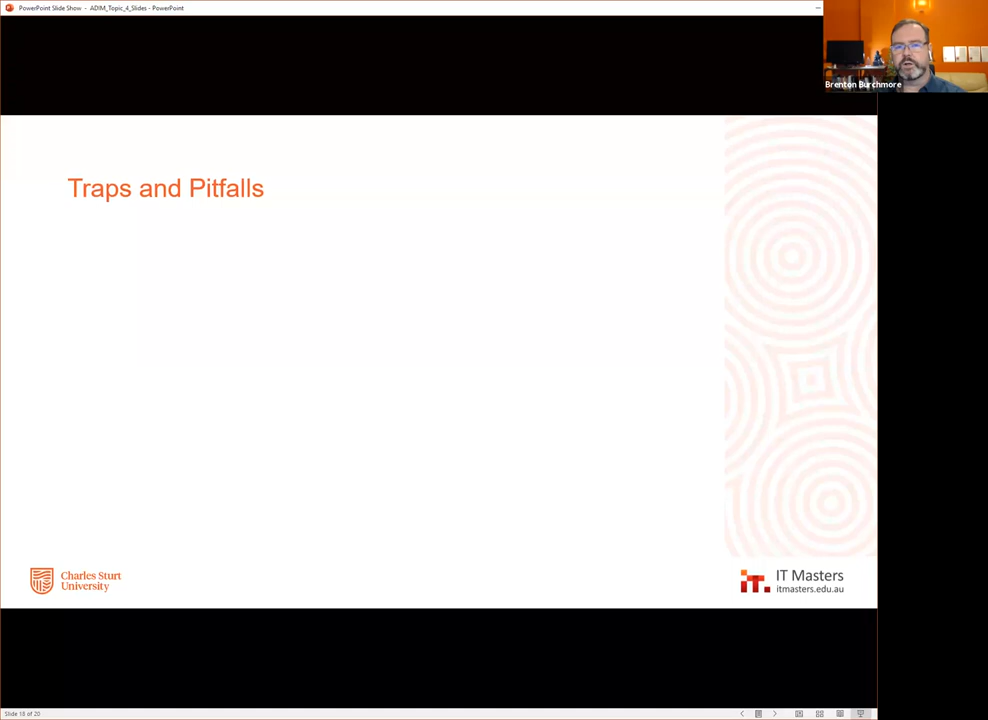 PowerPoint Slide Show - ADIM_Topic_4_Slides - PowerPoint
Brenton Burchmore
Traps and Pitfalls
Charles Sturt
University
iT.
IT Masters
itmasters.edu.au
Slide 18 of 20